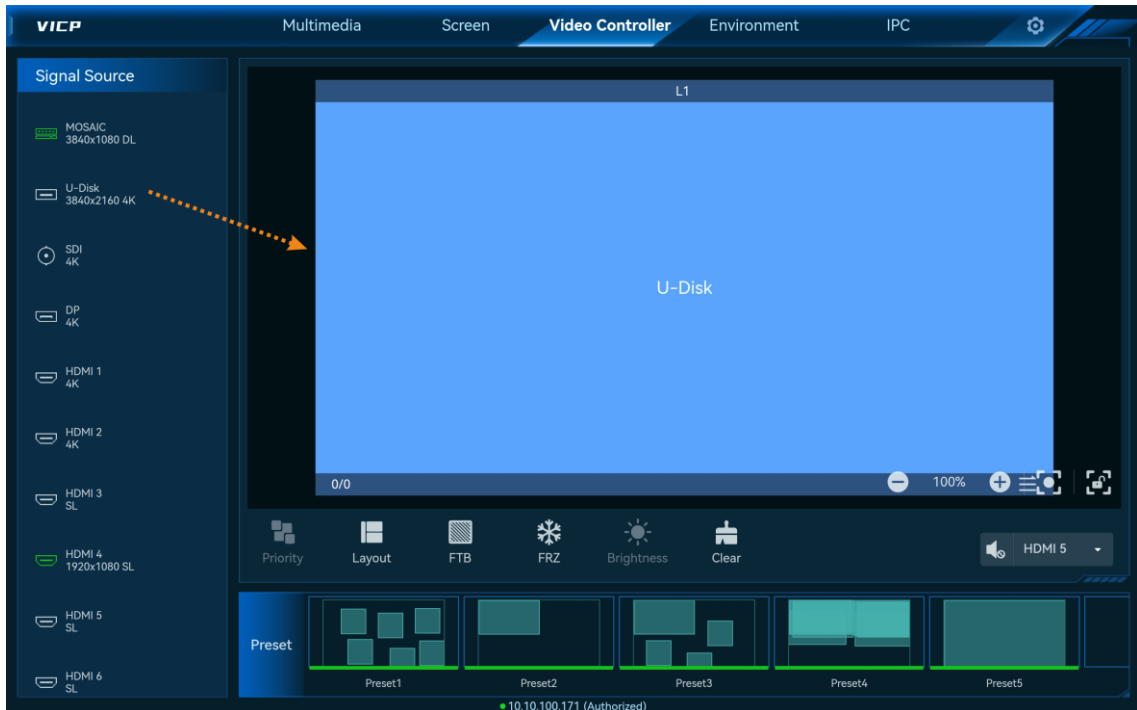 VICP
Multimedia
Screen
Video Controller
Environment
IPC
Signal Source
MOSAIC
3840x1080 DL
U-Disk
3840x2160 4K
SDI
4K
DP
4K
HDMI 1
4K
HDMI 2
4K
HDMI 3
SL
HDMI 4
1920x1080 SL
HDMI 5
SL
HDMI 6
SL
L1
U-Disk
0/0
100%
Priority
Layout
FTB
FRZ
Brightness
Clear
HDMI 5
Preset
Preset1
Preset2
Preset3
Preset4
Preset5
10.10.100.171 (Authorized)